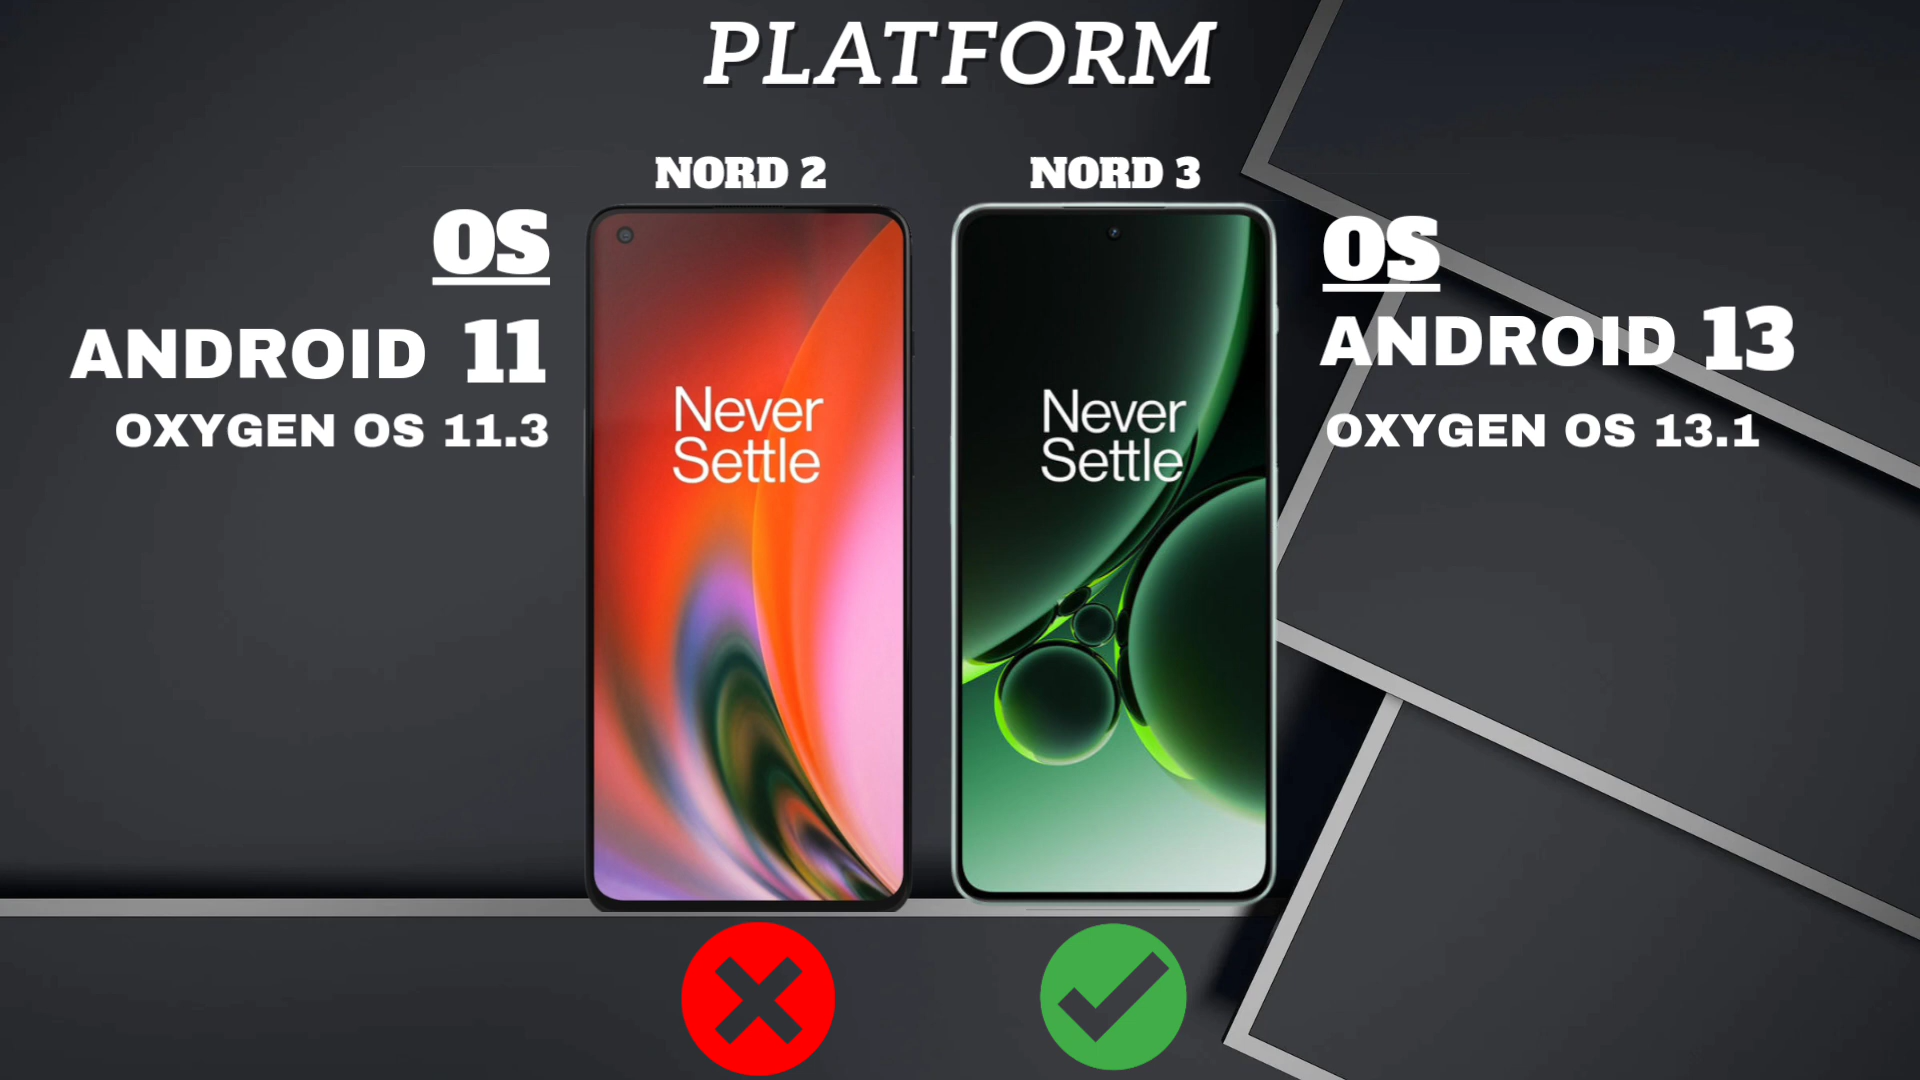 PLATFORM
NORD 2
NORD 3
OS
ANDROID 11
OXYGEN OS 11.3
Never
Settle
Never
Settle
OS
ANDROID 13
OXYGEN OS 13.1